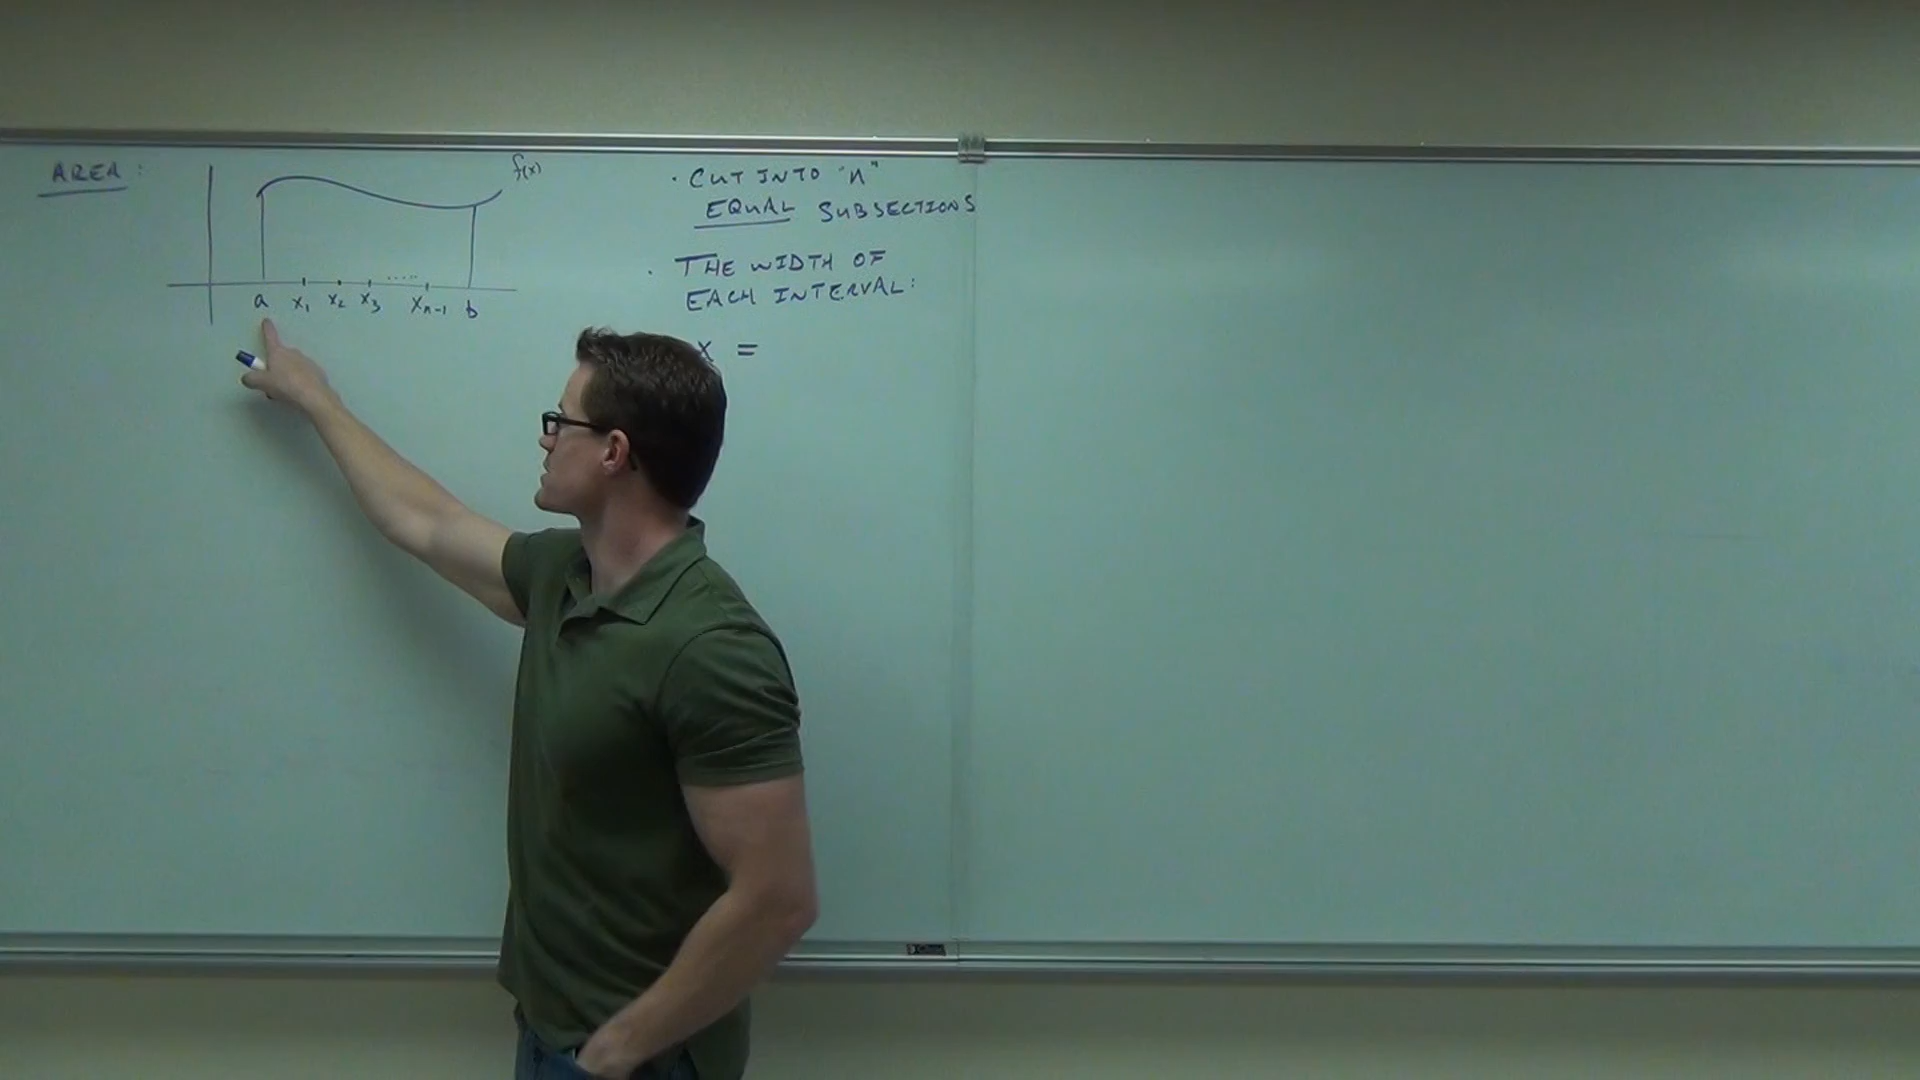 AREA:
f(x)
a x₁ x₂ x₃ ..... xₙ₋₁ b
· CUT INTO "n"
EQUAL SUBSECTIONS
· THE WIDTH OF
EACH INTERVAL:
x =